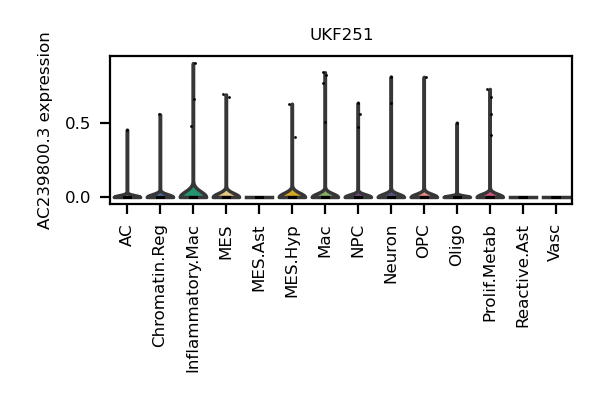 UKF251
AC239800.3 expression
0.5
0.0
AC
Chromatin.Reg
Inflammatory.Mac
MES
MES.Ast
MES.Hyp
Mac
NPC
Neuron
OPC
Oligo
Prolif.Metab
Reactive.Ast
Vasc